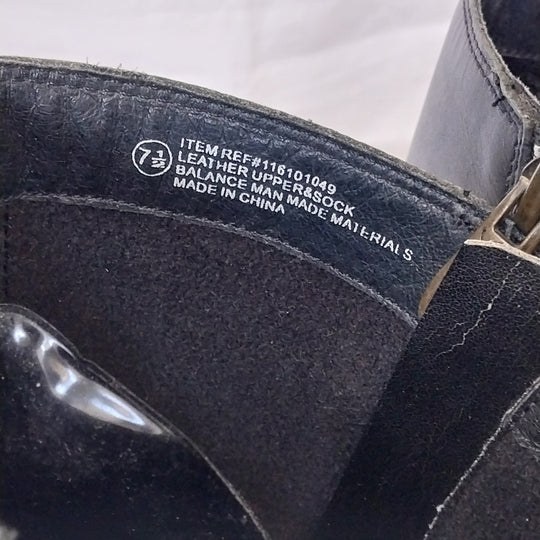 7½
ITEM REF#116101049
LEATHER UPPER&SOCK
BALANCE MAN MADE MATERIALS
MADE IN CHINA